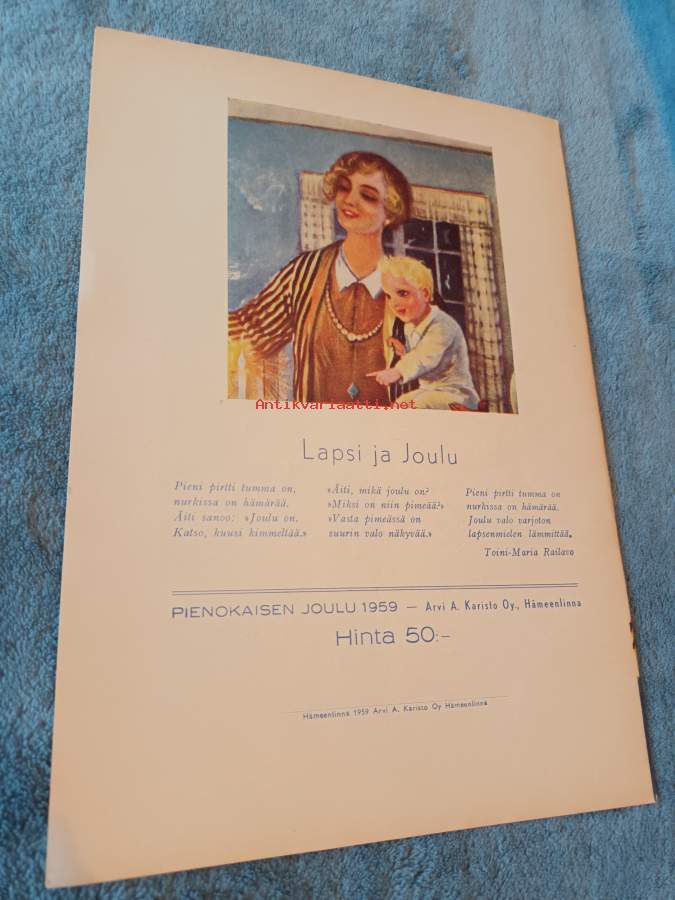 Antikvariaatti.net
Lapsi ja Joulu
Pieni pirtti tumma on,
nurkissa on hämärää.
Äiti sanoo: »Joulu on.
Katso, kuusi kimmeltää.»
»Äiti, mikä joulu on?
»Miksi on niin pimeää?»
»Vasta pimeässä on
suurin valo näkyvää.»
Pieni pirtti tumma on
nurkissa on hämärää.
Joulu valo varjoton
lapsenmielen lämmittää.
Toini-Maria Railavo
PIENOKAISEN JOULU 1959 — Arvi A. Karisto Oy., Hämeenlinna
Hinta 50:-
Hämeenlinna 1959 Arvi A. Karisto Oy Hämeenlinna